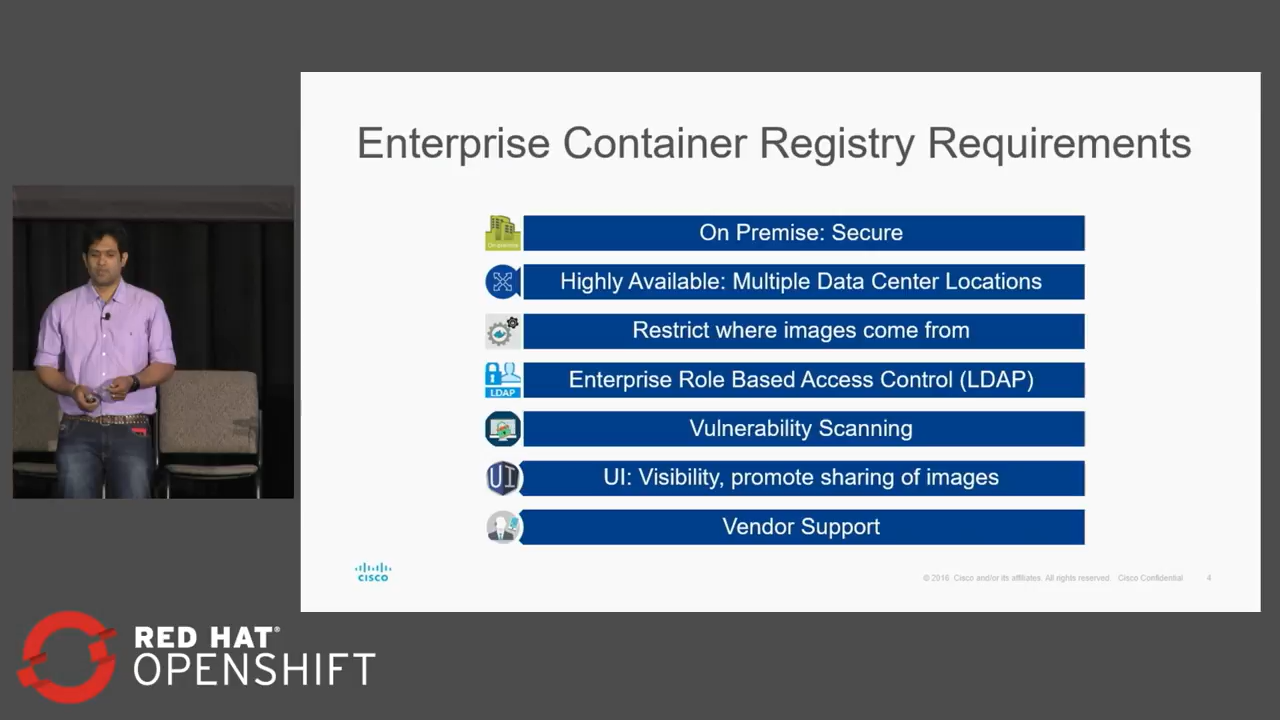 Enterprise Container Registry Requirements
On Premise: Secure
Highly Available: Multiple Data Center Locations
Restrict where images come from
LDAP
Enterprise Role Based Access Control (LDAP)
Vulnerability Scanning
UI
UI: Visibility, promote sharing of images
Vendor Support
CISCO
© 2016 Cisco and/or its affiliates. All rights reserved. Cisco Confidential 4
RED HAT®
OPENSHIFT